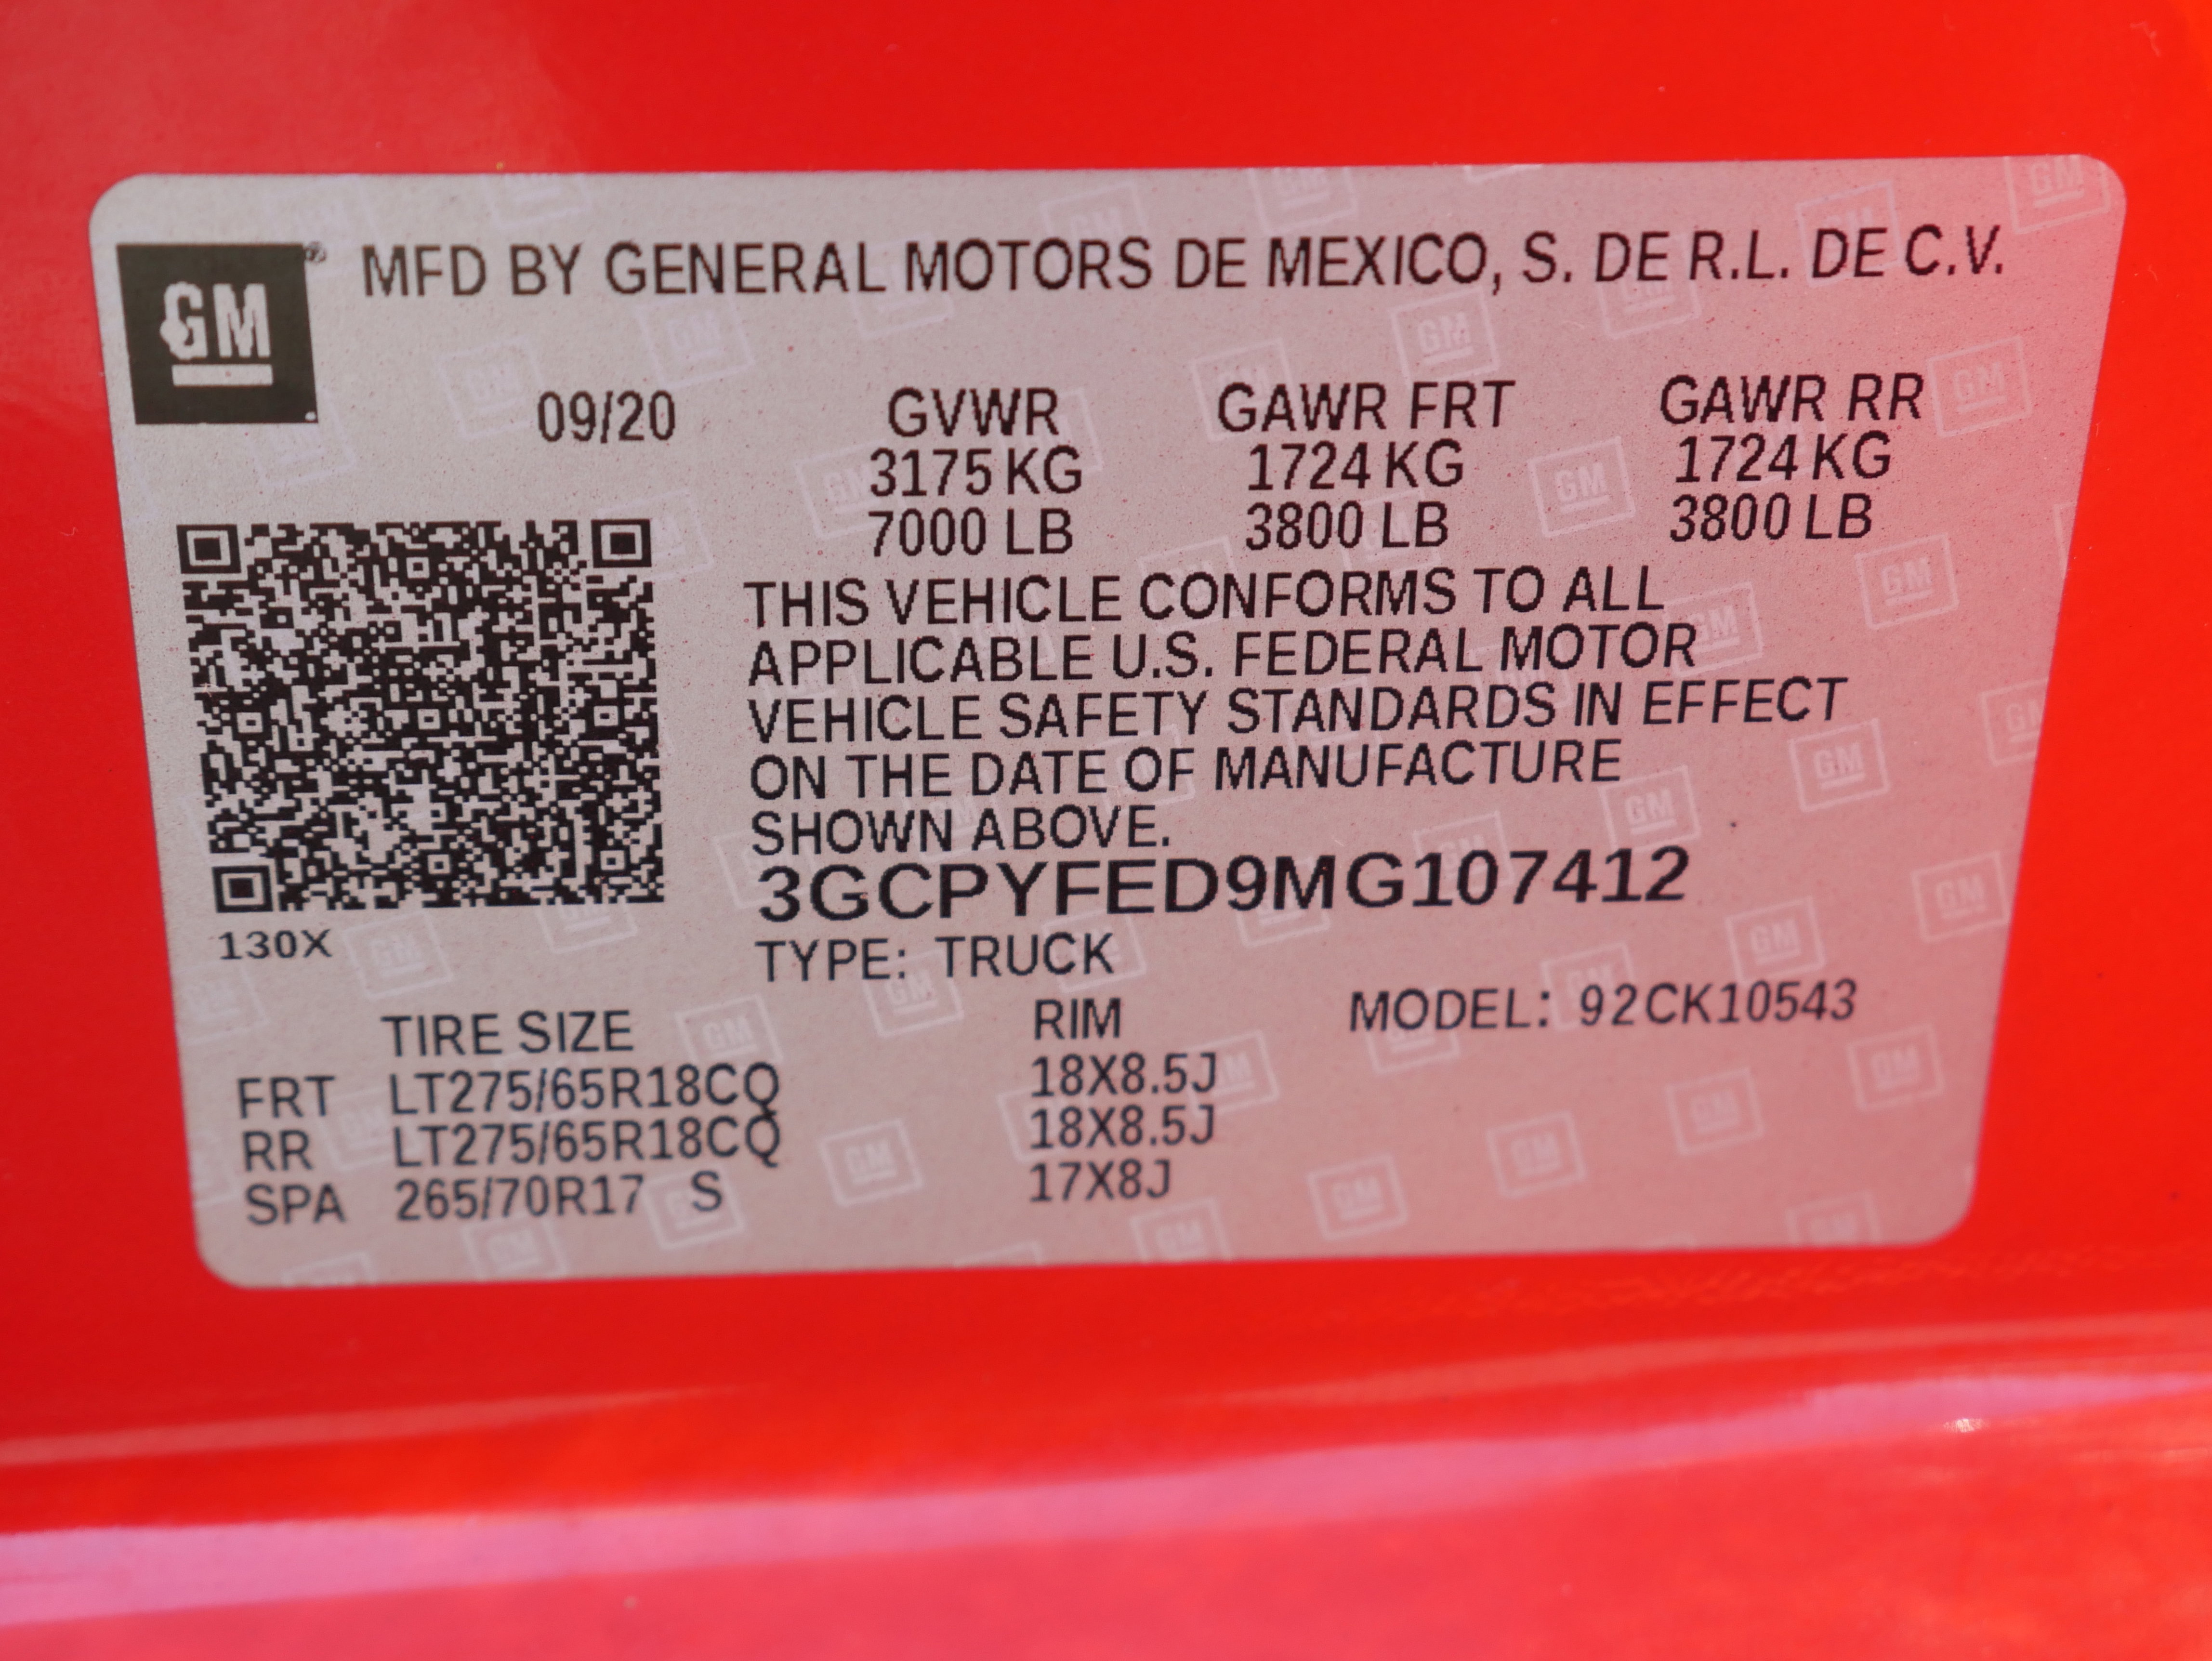 GM ® MFD BY GENERAL MOTORS DE MEXICO, S. DE R.L. DE C.V.
09/20 GVWR GAWR FRT GAWR RR
3175 KG 1724 KG 1724 KG
7000 LB 3800 LB 3800 LB
THIS VEHICLE CONFORMS TO ALL
APPLICABLE U.S. FEDERAL MOTOR
VEHICLE SAFETY STANDARDS IN EFFECT
ON THE DATE OF MANUFACTURE
SHOWN ABOVE.
3GCPYFED9MG107412
130X
TYPE: TRUCK
TIRE SIZE RIM MODEL: 92CK10543
FRT LT275/65R18CQ 18X8.5J
RR LT275/65R18CQ 18X8.5J
SPA 265/70R17 S 17X8J